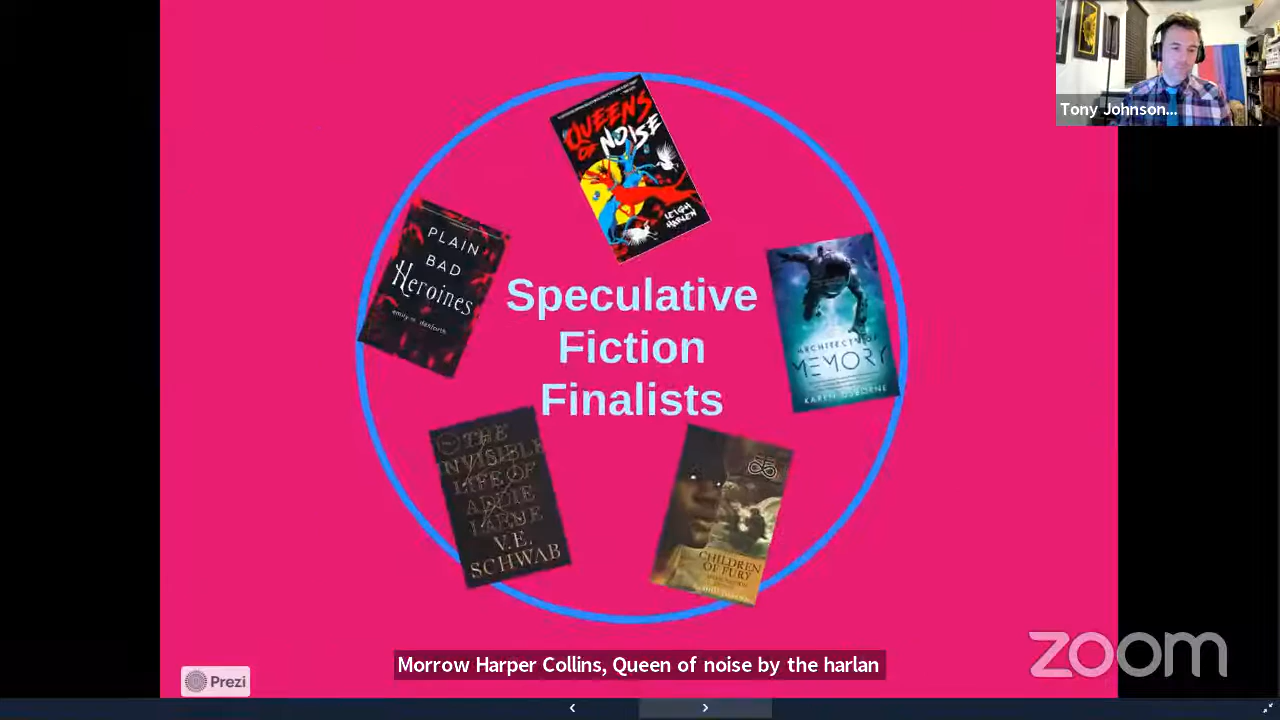 QUEENS
OF NOISE
LEIGH
HARLEN
PLAIN
BAD
Heroines
emily m. danforth
Speculative
Fiction
Finalists
ARCHITECTS OF
MEMORY
KAREN OSBORNE
THE
INVISIBLE
LIFE OF
ADDIE
LARUE
V.E.
SCHWAB
CHILDREN
OF FURY
Morrow Harper Collins, Queen of noise by the harlan
Prezi
zoom
Tony Johnson...